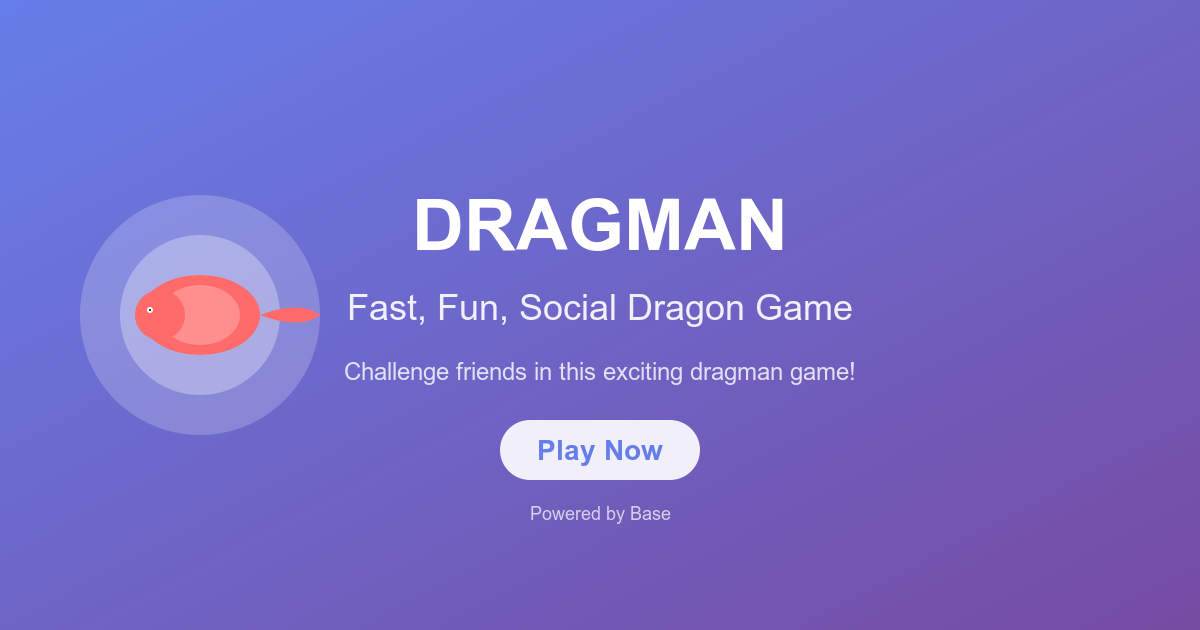 DRAGMAN
Fast, Fun, Social Dragon Game
Challenge friends in this exciting dragman game!
Play Now
Powered by Base